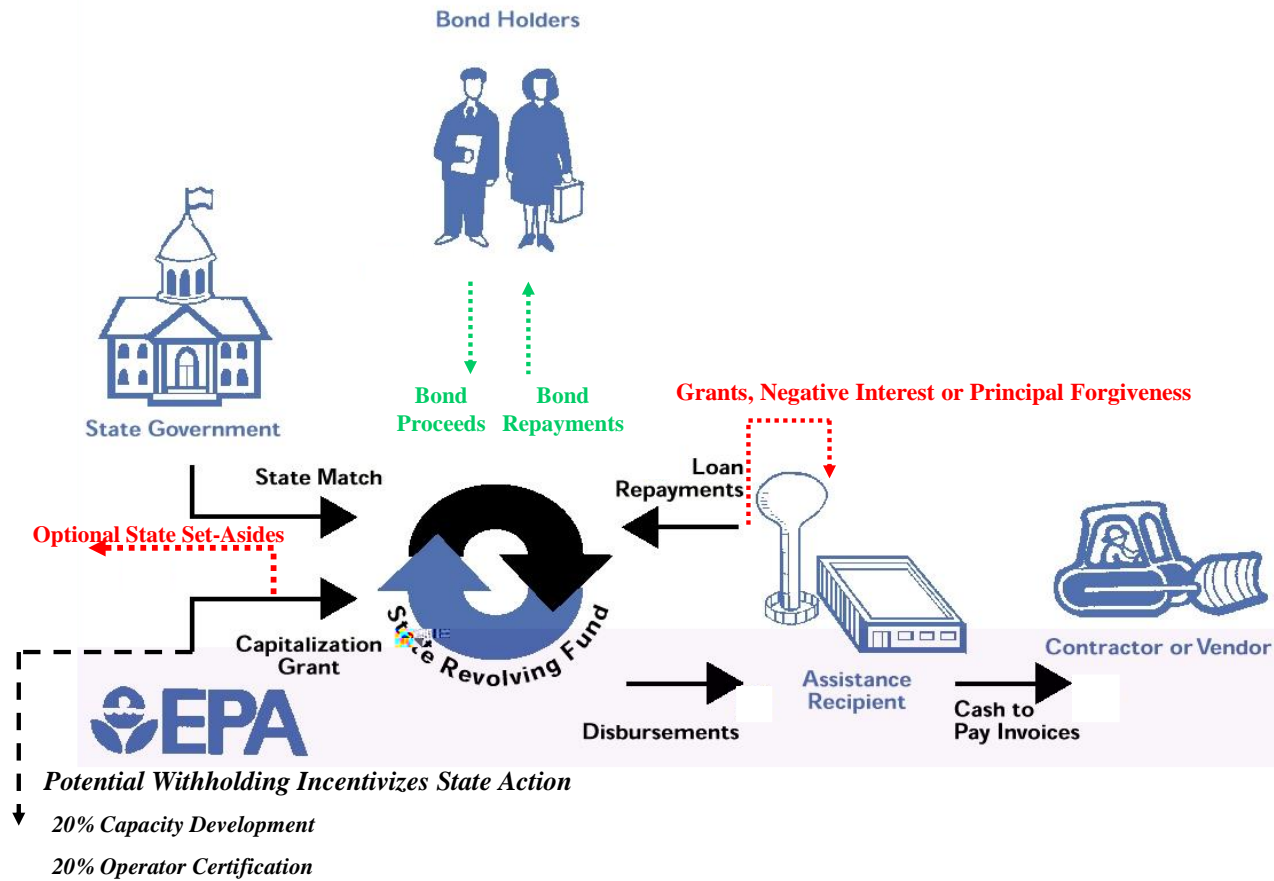 Bond Holders
State Government
Bond
Proceeds
Bond
Repayments
Grants, Negative Interest or Principal Forgiveness
State Match
Loan
Repayments
Optional State Set-Asides
Capitalization
Grant
State Revolving Fund
EPA
Disbursements
Assistance
Recipient
Cash to
Pay Invoices
Contractor or Vendor
Potential Withholding Incentivizes State Action
20% Capacity Development
20% Operator Certification